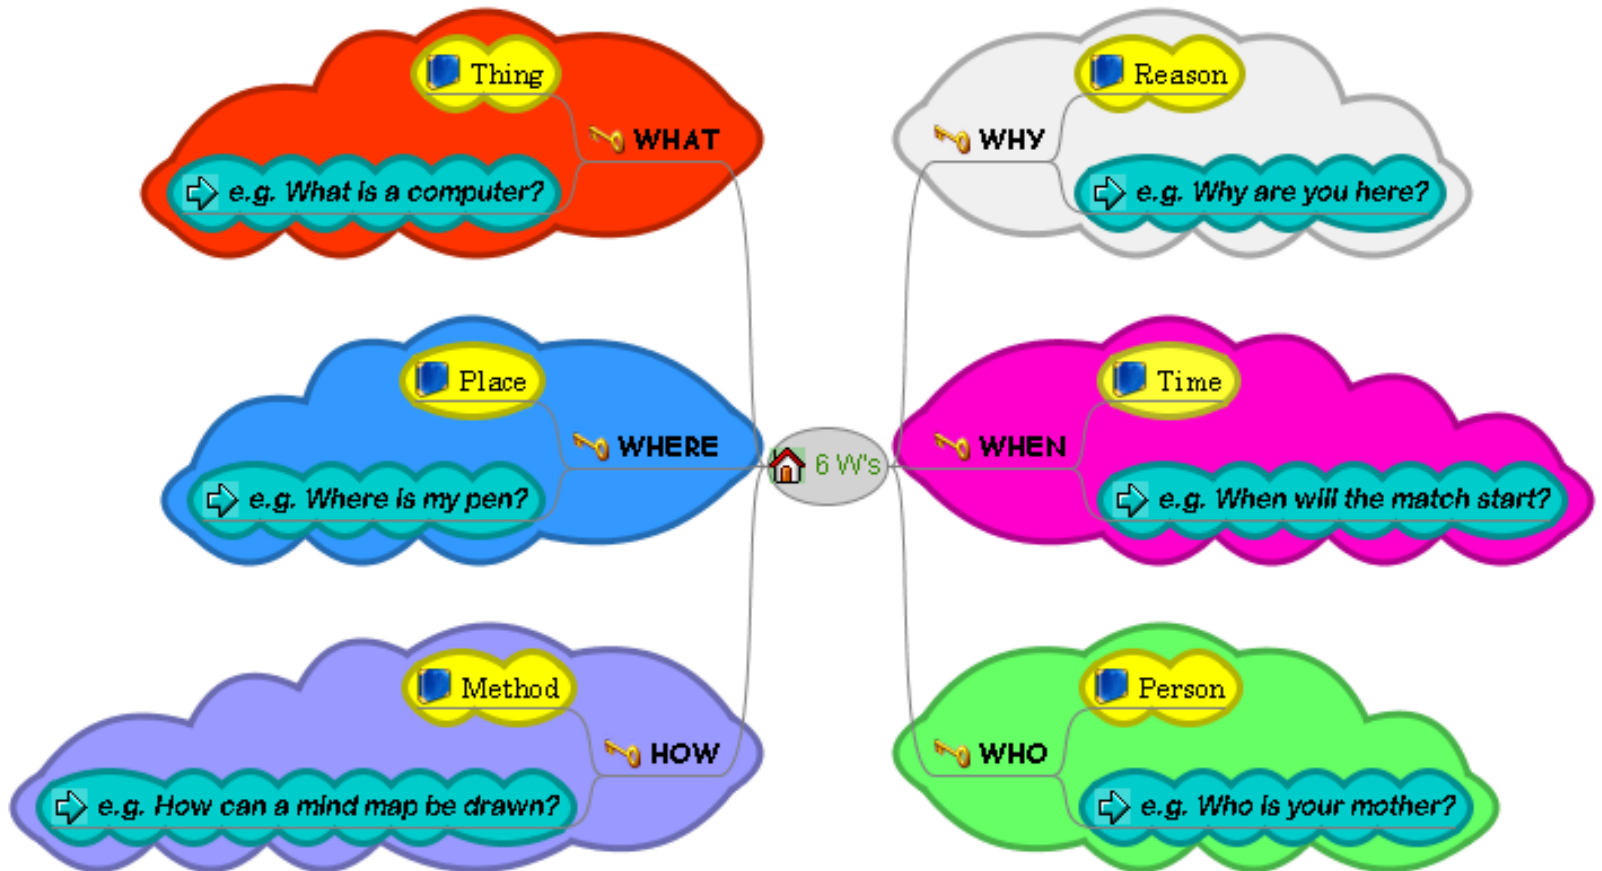 Thing
WHAT
e.g. What is a computer?
Place
WHERE
e.g. Where is my pen?
Method
HOW
e.g. How can a mind map be drawn?
6 W's
Reason
WHY
e.g. Why are you here?
Time
WHEN
e.g. When will the match start?
Person
WHO
e.g. Who is your mother?